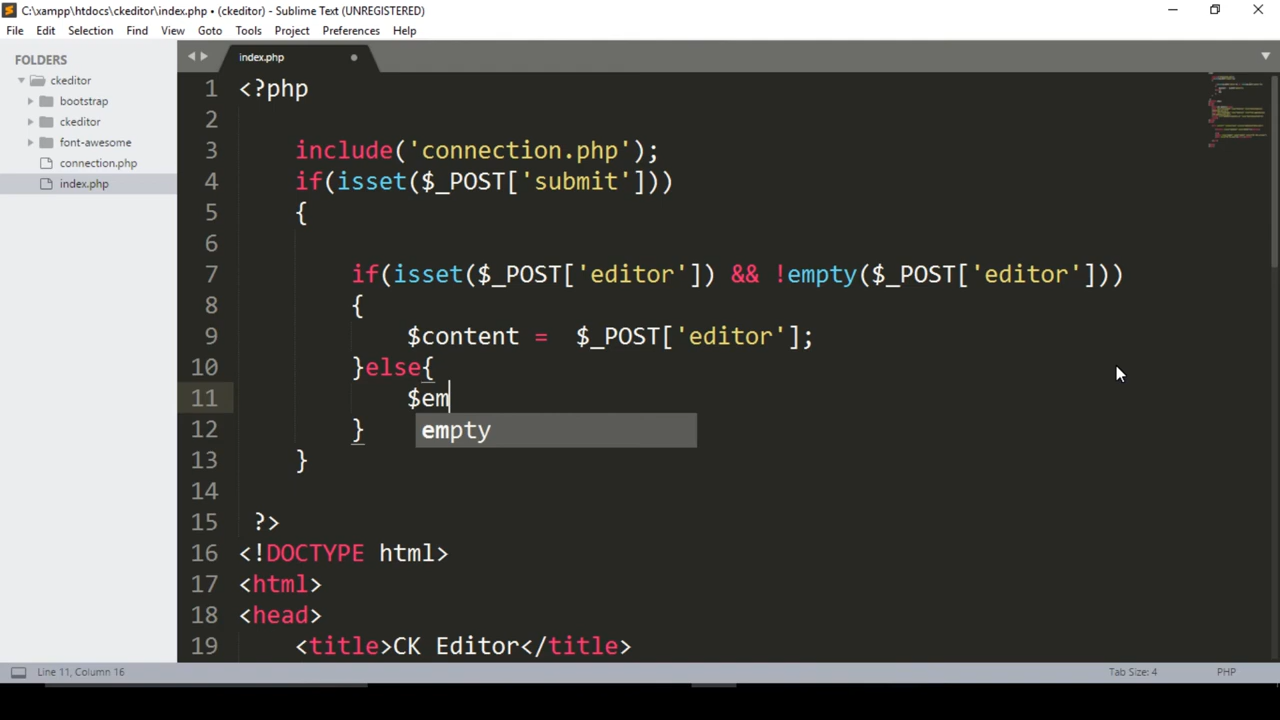 C:\xampp\htdocs\ckeditor\index.php • (ckeditor) - Sublime Text (UNREGISTERED)
File Edit Selection Find View Goto Tools Project Preferences Help
FOLDERS
ckeditor
bootstrap
ckeditor
font-awesome
connection.php
index.php
index.php
1 <?php
2
3 include('connection.php');
4 if(isset($_POST['submit']))
5 {
6
7 if(isset($_POST['editor']) && !empty($_POST['editor']))
8 {
9 $content =  $_POST['editor'];
10 }else{
11 $em
empty
12 }
13 }
14
15 ?>
16 <!DOCTYPE html>
17 <html>
18 <head>
19 <title>CK Editor</title>
Line 11, Column 16
Tab Size: 4
PHP